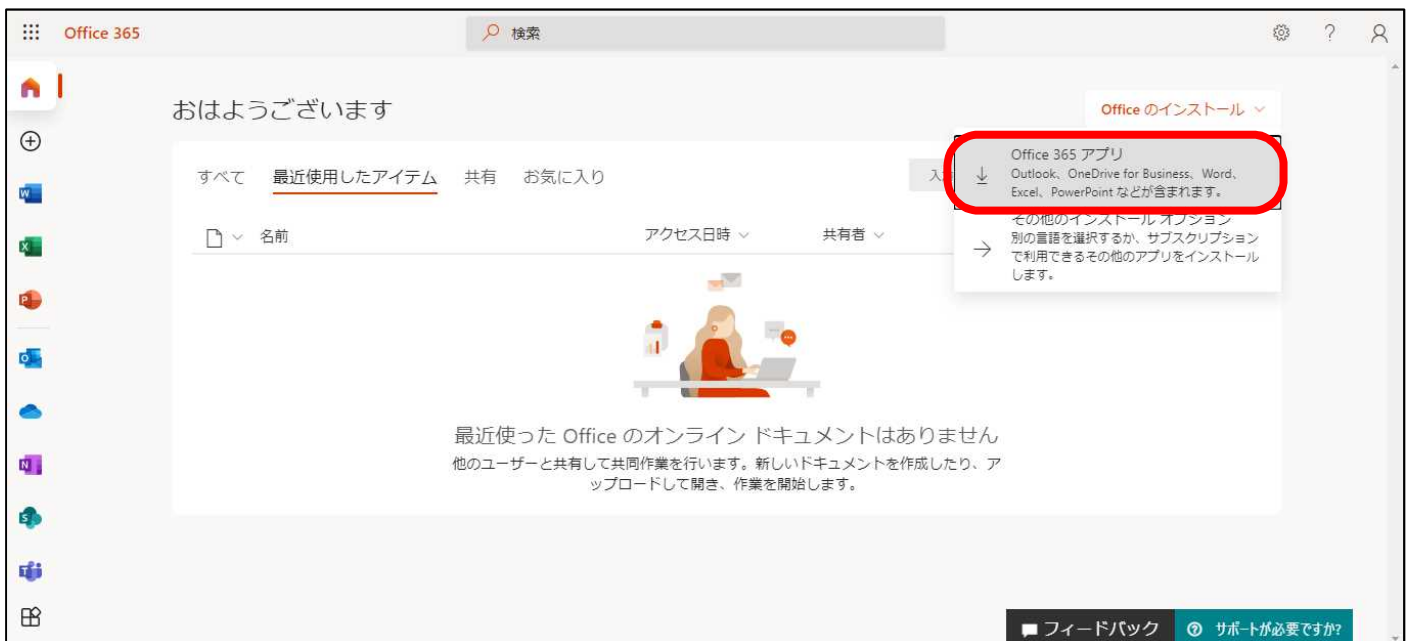 Office 365
検索
おはようございます
Office のインストール
すべて 最近使用したアイテム 共有 お気に入り
Office 365 アプリ
Outlook、OneDrive for Business、Word、
Excel、PowerPoint などが含まれます。
その他のインストール オプション
別の言語を選択するか、サブスクリプション
で利用できるその他のアプリをインストール
します。
名前 アクセス日時 共有者
最近使った Office のオンライン ドキュメントはありません
他のユーザーと共有して共同作業を行います。新しいドキュメントを作成したり、ア
ップロードして開き、作業を開始します。
フィードバック
サポートが必要ですか?